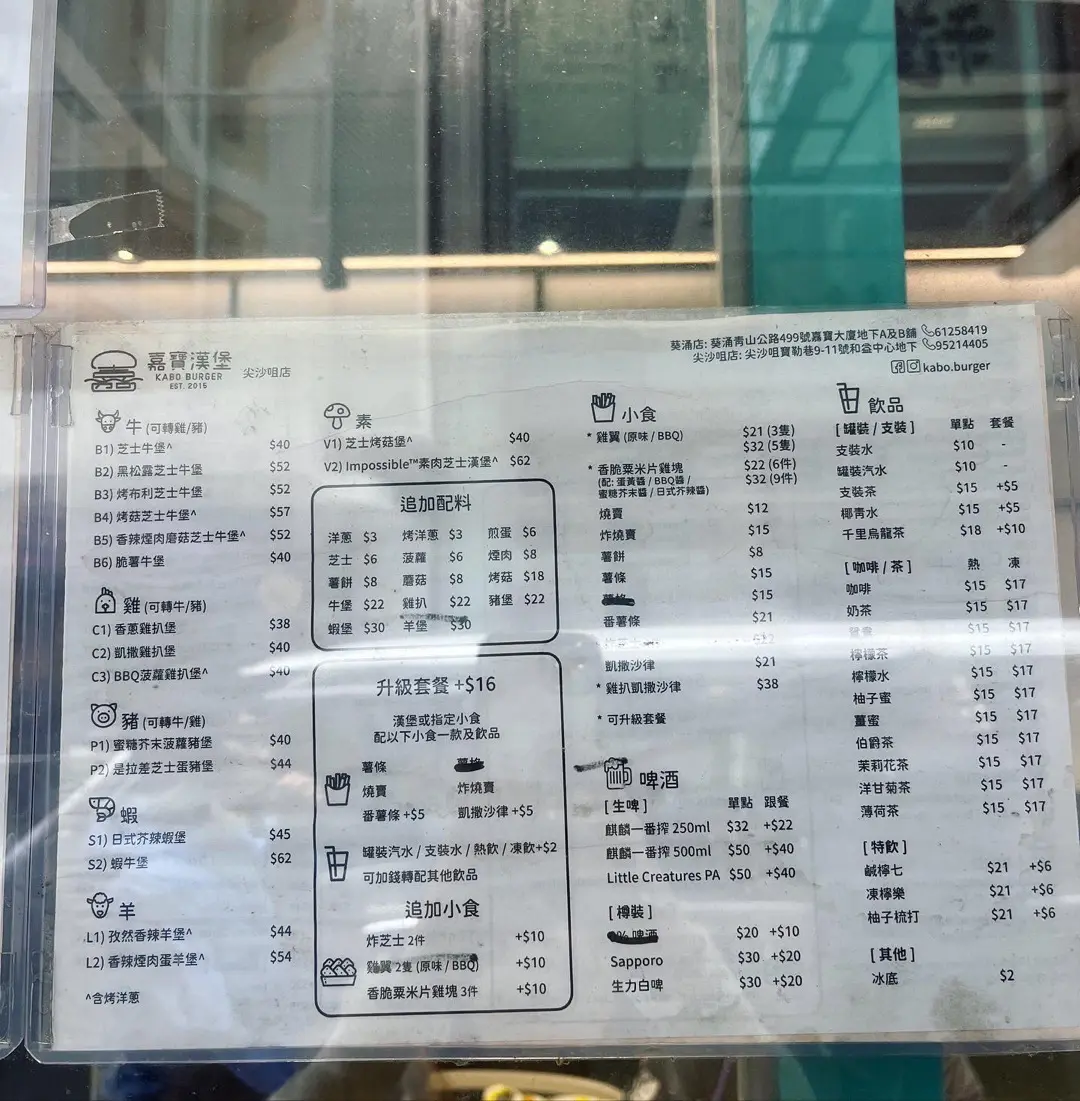 嘉寶漢堡
KABO BURGER
EST. 2015
尖沙咀店
葵涌店: 葵涌青山公路499號嘉寶大廈地下A及B舖 61258419
尖沙咀店: 尖沙咀寶勒巷9-11號和益中心地下 95214405
kabo.burger
牛 (可轉雞/豬)
B1) 芝士牛堡^ $40
B2) 黑松露芝士牛堡 $52
B3) 烤布利芝士牛堡 $52
B4) 烤菇芝士牛堡^ $57
B5) 香辣煙肉磨菇芝士牛堡^ $52
B6) 脆薯牛堡 $40
雞 (可轉牛/豬)
C1) 香蔥雞扒堡 $38
C2) 凱撒雞扒堡 $40
C3) BBQ菠蘿雞扒堡^ $40
豬 (可轉牛/雞)
P1) 蜜糖芥末菠蘿豬堡 $40
P2) 是拉差芝士蛋豬堡 $44
蝦
S1) 日式芥辣蝦堡 $45
S2) 蝦牛堡 $62
羊
L1) 孜然香辣羊堡^ $44
L2) 香辣煙肉蛋羊堡^ $54
^含烤洋蔥
素
V1) 芝士烤菇堡^ $40
V2) Impossible™素肉芝士漢堡^ $62
追加配料
洋蔥 $3 烤洋蔥 $3 煎蛋 $6
芝士 $6 菠蘿 $6 煙肉 $8
薯餅 $8 蘑菇 $8 烤菇 $18
牛堡 $22 雞扒 $22 豬堡 $22
蝦堡 $30 羊堡 $30
升級套餐 +$16
漢堡或指定小食
配以下小食一款及飲品
薯條
燒賣 炸燒賣
番薯條 +$5 凱撒沙律 +$5
罐裝汽水 / 支裝水 / 熱飲 / 凍飲+$2
可加錢轉配其他飲品
追加小食
炸芝士 2件 +$10
雞翼 2隻 (原味 / BBQ) +$10
香脆粟米片雞塊 3件 +$10
小食
* 雞翼 (原味 / BBQ) $21 (3隻)
$32 (5隻)
* 香脆粟米片雞塊 $22 (6件)
(配: 蛋黃醬 / BBQ醬 / $32 (9件)
蜜糖芥末醬 / 日式芥辣醬)
燒賣 $12
炸燒賣 $15
薯餅 $8
薯條 $15
$15
番薯條 $21
凱撒沙律 $21
* 雞扒凱撒沙律 $38
* 可升級套餐
啤酒
[ 生啤 ] 單點 跟餐
麒麟一番搾 250ml $32 +$22
麒麟一番搾 500ml $50 +$40
Little Creatures PA $50 +$40
[ 樽裝 ]
啤酒 $20 +$10
Sapporo $30 +$20
生力白啤 $30 +$20
飲品
[ 罐裝 / 支裝 ] 單點 套餐
支裝水 $10 -
罐裝汽水 $10 -
支裝茶 $15 +$5
椰青水 $15 +$5
千里烏龍茶 $18 +$10
[ 咖啡 / 茶 ] 熱 凍
咖啡 $15 $17
奶茶 $15 $17
$15 $17
檸檬茶 $15 $17
檸檬水 $15 $17
柚子蜜 $15 $17
薑蜜 $15 $17
伯爵茶 $15 $17
茉莉花茶 $15 $17
洋甘菊茶 $15 $17
薄荷茶 $15 $17
[ 特飲 ]
鹹檸七 $21 +$6
凍檸樂 $21 +$6
柚子梳打 $21 +$6
[ 其他 ]
冰底 $2